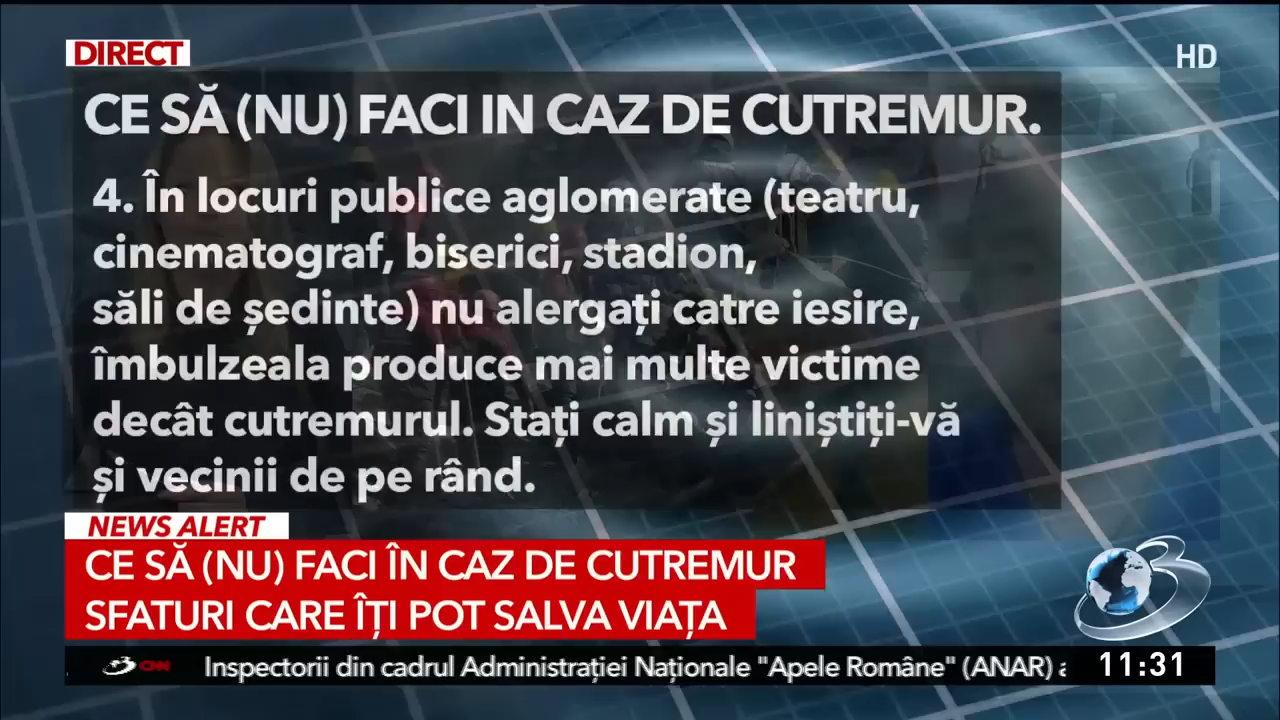 DIRECT
HD
CE SĂ (NU) FACI IN CAZ DE CUTREMUR.
4. În locuri publice aglomerate (teatru,
cinematograf, biserici, stadion,
săli de ședinte) nu alergați catre iesire,
îmbulzeala produce mai multe victime
decât cutremurul. Stați calm și liniștiți-vă
și vecinii de pe rând.
NEWS ALERT
CE SĂ (NU) FACI ÎN CAZ DE CUTREMUR
SFATURI CARE ÎȚI POT SALVA VIAȚA
3
3 CNN Inspectorii din cadrul Administrației Naționale "Apele Române" (ANAR) a 11:31